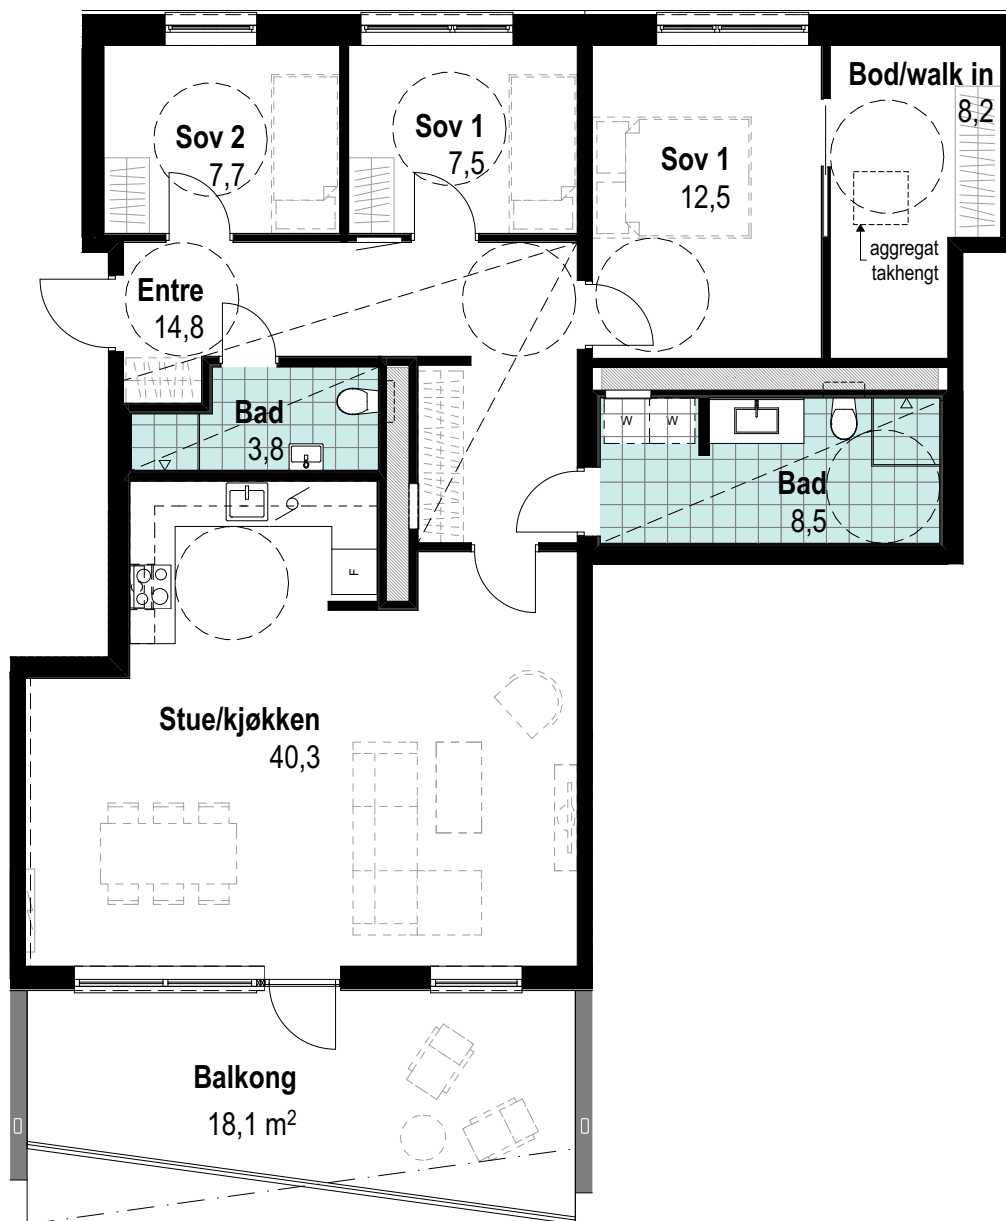 Sov 2
7,7
Sov 1
7,5
Sov 1
12,5
Bod/walk in
8,2
aggregat
takhengt
Entre
14,8
Bad
3,8
W W
Bad
8,5
F
Stue/kjøkken
40,3
Balkong
18,1 m²